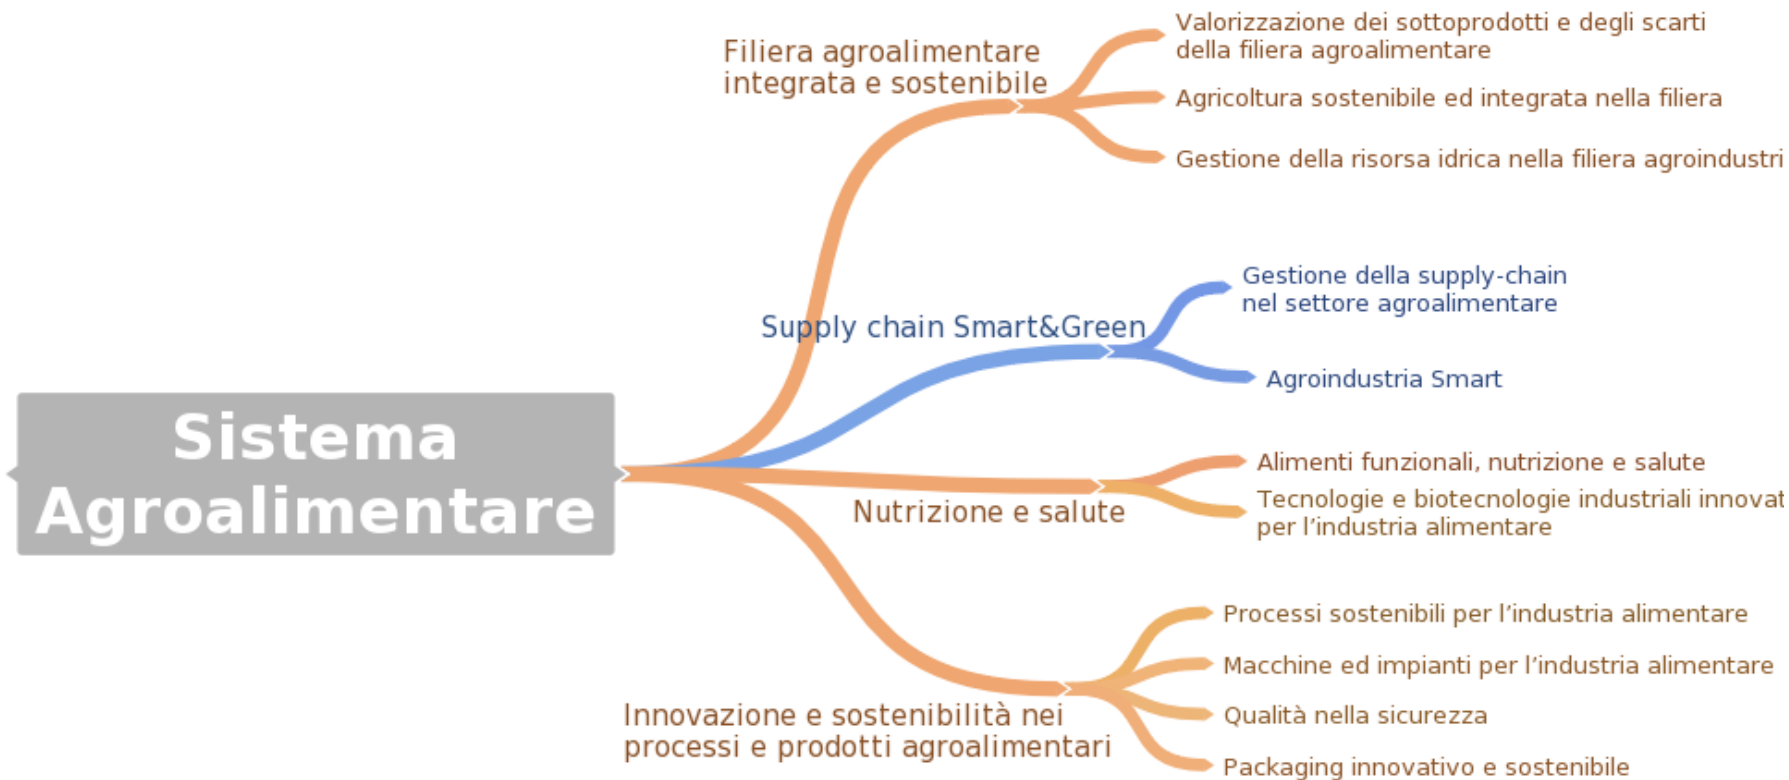 Sistema
Agroalimentare
Filiera agroalimentare
integrata e sostenibile
Valorizzazione dei sottoprodotti e degli scarti
della filiera agroalimentare
Agricoltura sostenibile ed integrata nella filiera
Gestione della risorsa idrica nella filiera agroindustri
Supply chain Smart&Green
Gestione della supply-chain
nel settore agroalimentare
Agroindustria Smart
Nutrizione e salute
Alimenti funzionali, nutrizione e salute
Tecnologie e biotecnologie industriali innovat
per l’industria alimentare
Innovazione e sostenibilità nei
processi e prodotti agroalimentari
Processi sostenibili per l’industria alimentare
Macchine ed impianti per l’industria alimentare
Qualità nella sicurezza
Packaging innovativo e sostenibile